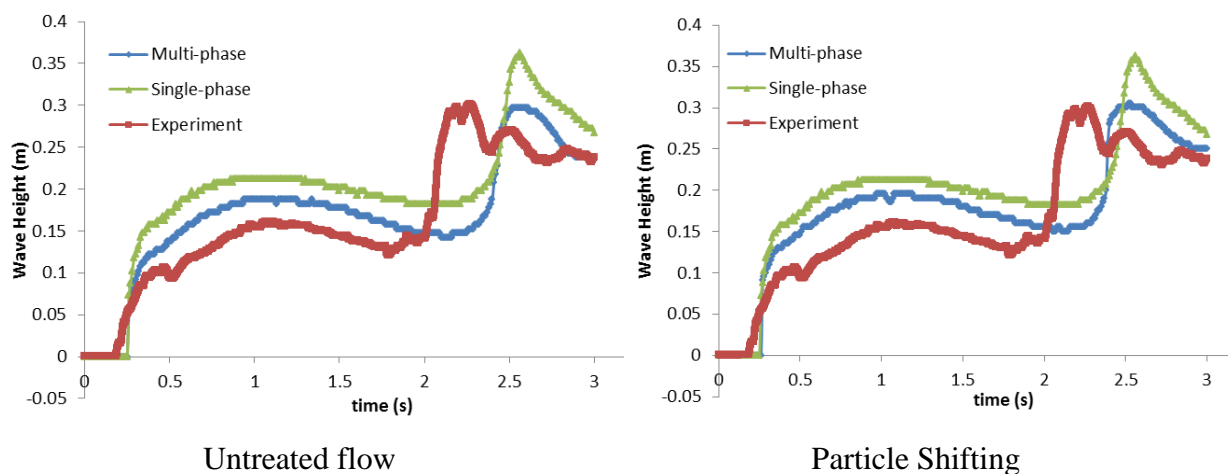 0.4
0.35
0.3
0.25
0.2
0.15
0.1
0.05
0
-0.05
Wave Height (m)
Multi-phase
Single-phase
Experiment
0 0.5 1 1.5 2 2.5 3
time (s)
Untreated flow
0.4
0.35
0.3
0.25
0.2
0.15
0.1
0.05
0
-0.05
Wave Height (m)
Multi-phase
Single-phase
Experiment
0 0.5 1 1.5 2 2.5 3
time (s)
Particle Shifting